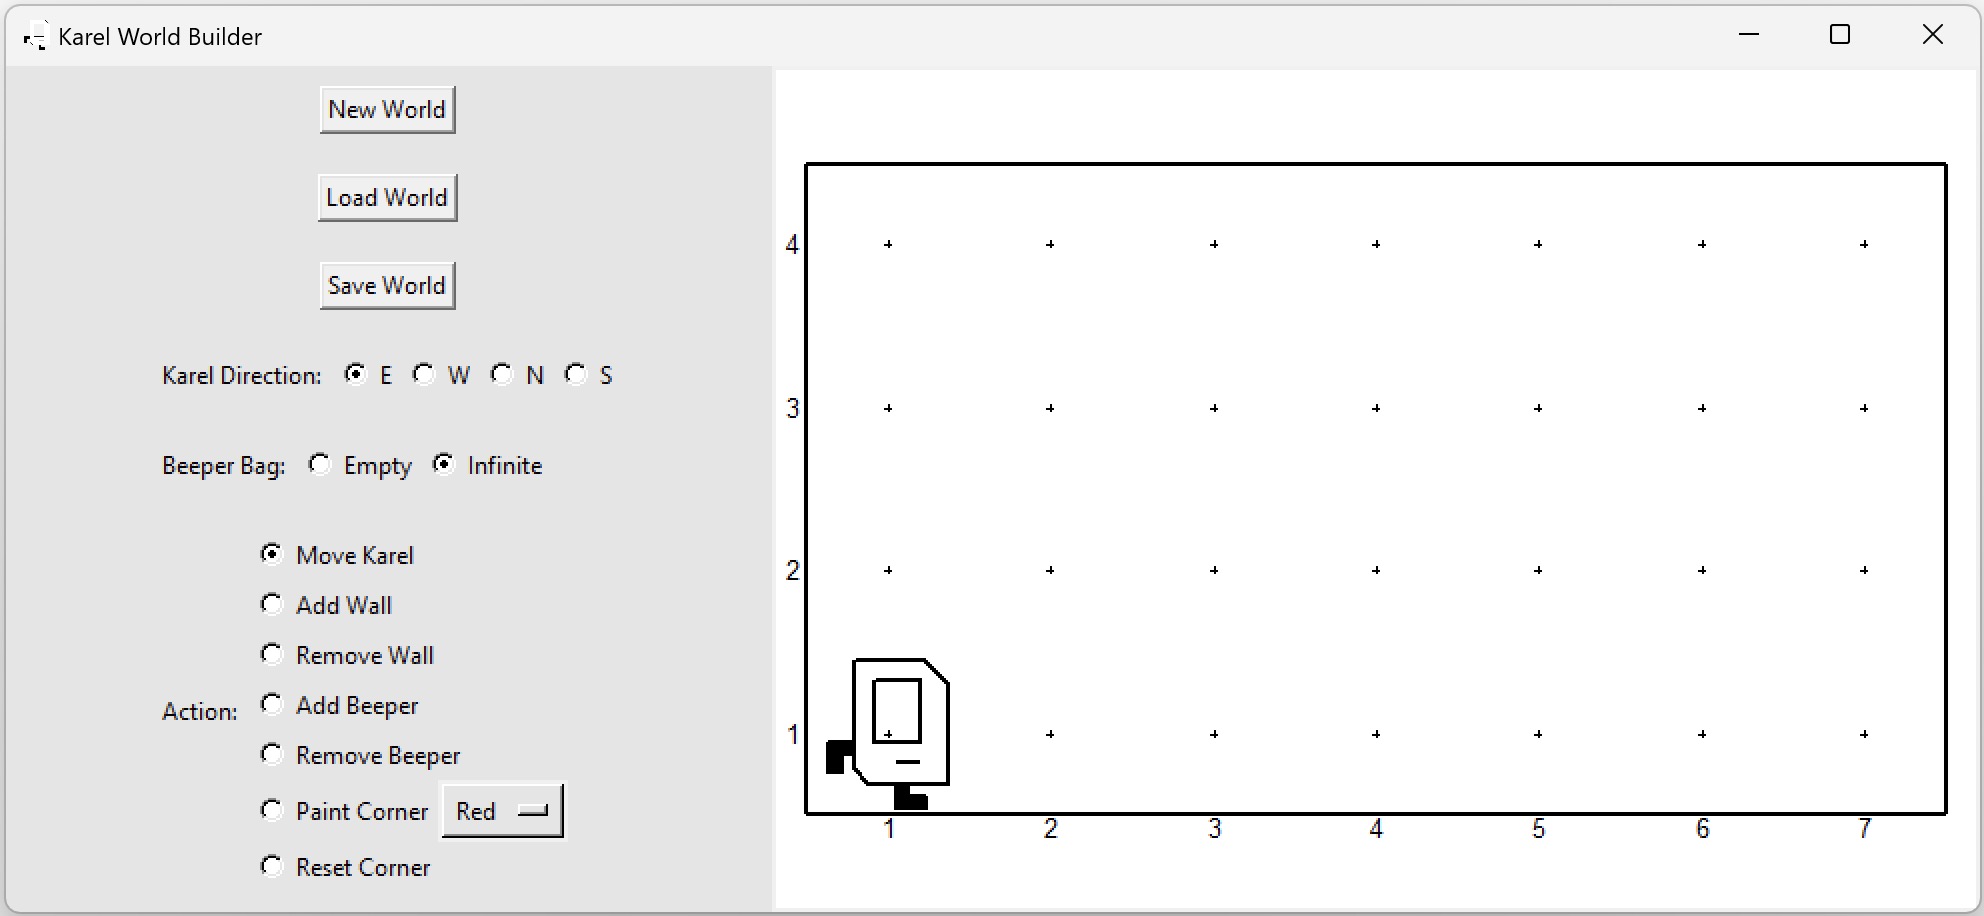 Karel World Builder
New World
Load World
Save World
Karel Direction: E W N S
Beeper Bag: Empty Infinite
Action:
Move Karel
Add Wall
Remove Wall
Add Beeper
Remove Beeper
Paint Corner Red
Reset Corner
4
3
2
1
1 2 3 4 5 6 7